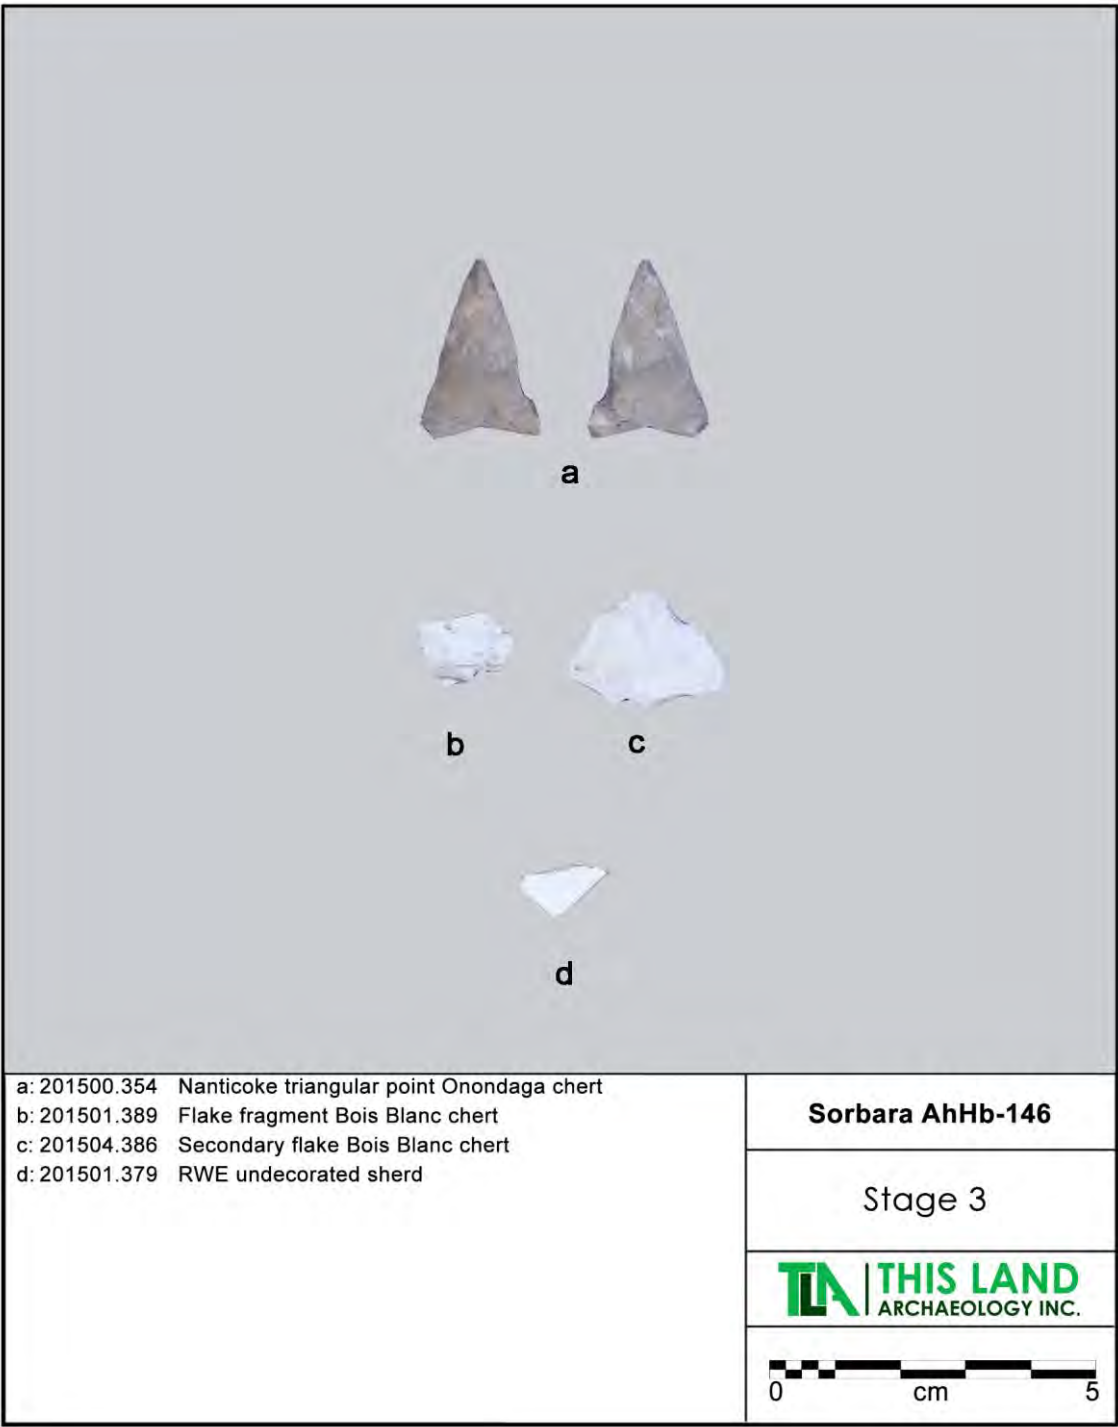 a
b
c
d
a: 201500.354 Nanticoke triangular point Onondaga chert
b: 201501.389 Flake fragment Bois Blanc chert
c: 201504.386 Secondary flake Bois Blanc chert
d: 201501.379 RWE undecorated sherd
Sorbara AhHb-146
Stage 3
TLA THIS LAND
ARCHAEOLOGY INC.
0 cm 5